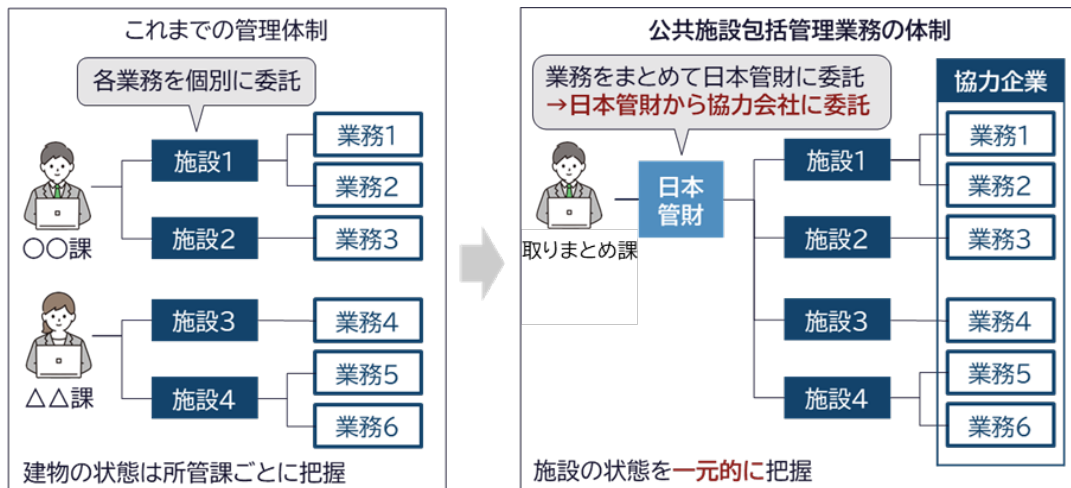 これまでの管理体制
各業務を個別に委託
施設1
業務1
業務2
施設2
業務3
〇〇課
施設3
業務4
施設4
業務5
業務6
△△課
建物の状態は所管課ごとに把握
公共施設包括管理業務の体制
業務をまとめて日本管財に委託
→日本管財から協力会社に委託
協力企業
日本
管財
取りまとめ課
施設1
業務1
業務2
施設2
業務3
施設3
業務4
施設4
業務5
業務6
施設の状態を一元的に把握